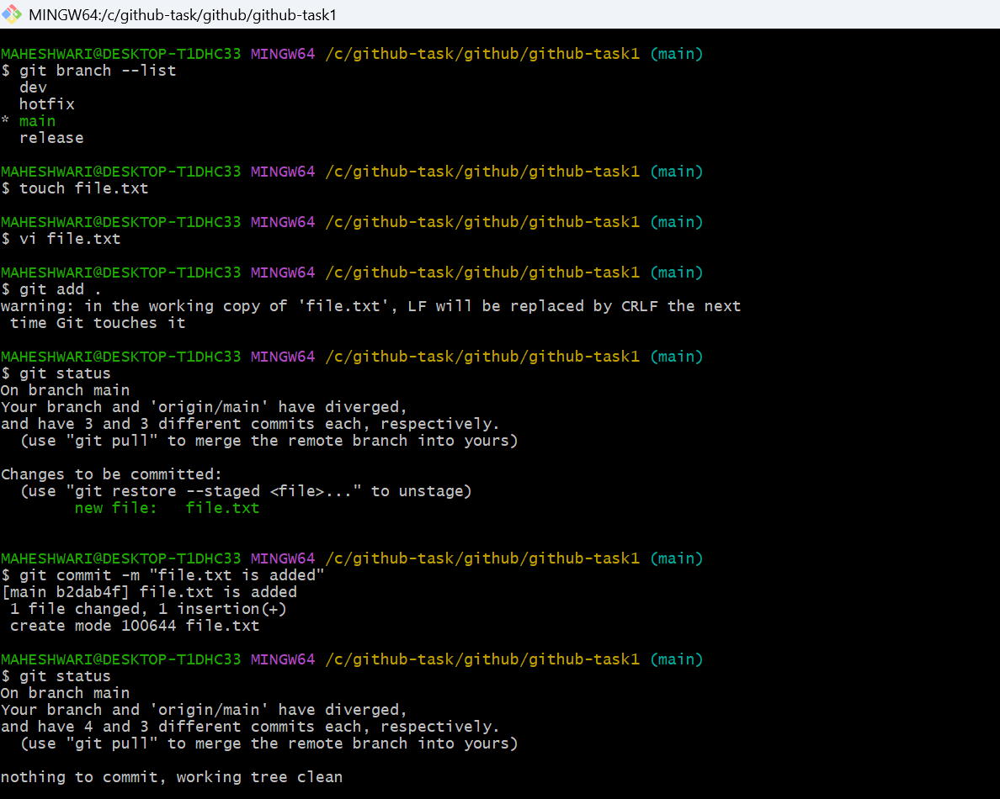 MINGW64:/c/github-task/github/github-task1
MAHESHWARI@DESKTOP-T1DHC33 MINGW64 /c/github-task/github/github-task1 (main)
$ git branch --list
  dev
  hotfix
* main
  release
MAHESHWARI@DESKTOP-T1DHC33 MINGW64 /c/github-task/github/github-task1 (main)
$ touch file.txt
MAHESHWARI@DESKTOP-T1DHC33 MINGW64 /c/github-task/github/github-task1 (main)
$ vi file.txt
MAHESHWARI@DESKTOP-T1DHC33 MINGW64 /c/github-task/github/github-task1 (main)
$ git add .
warning: in the working copy of 'file.txt', LF will be replaced by CRLF the next
 time Git touches it
MAHESHWARI@DESKTOP-T1DHC33 MINGW64 /c/github-task/github/github-task1 (main)
$ git status
On branch main
Your branch and 'origin/main' have diverged,
and have 3 and 3 different commits each, respectively.
  (use "git pull" to merge the remote branch into yours)
Changes to be committed:
  (use "git restore --staged <file>..." to unstage)
        new file:   file.txt
MAHESHWARI@DESKTOP-T1DHC33 MINGW64 /c/github-task/github/github-task1 (main)
$ git commit -m "file.txt is added"
[main b2dab4f] file.txt is added
 1 file changed, 1 insertion(+)
 create mode 100644 file.txt
MAHESHWARI@DESKTOP-T1DHC33 MINGW64 /c/github-task/github/github-task1 (main)
$ git status
On branch main
Your branch and 'origin/main' have diverged,
and have 4 and 3 different commits each, respectively.
  (use "git pull" to merge the remote branch into yours)
nothing to commit, working tree clean